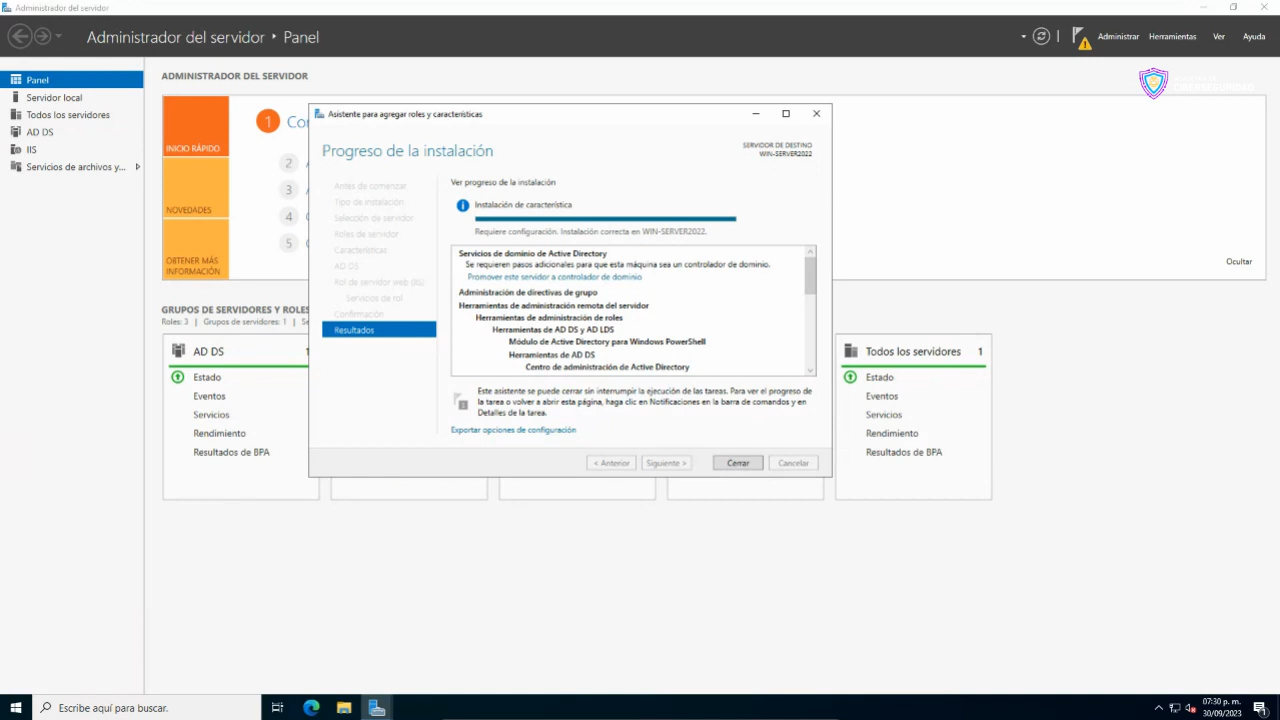 Administrador del servidor
Administrador del servidor • Panel
Administrar
Herramientas
Ver
Ayuda
Panel
Servidor local
Todos los servidores
AD DS
IIS
Servicios de archivos y...
ADMINISTRADOR DEL SERVIDOR
INICIO RÁPIDO
NOVEDADES
OBTENER MÁS
INFORMACIÓN
1
2
3
4
5
Ocultar
Asistente para agregar roles y características
Progreso de la instalación
SERVIDOR DE DESTINO
WIN-SERVER2022
Antes de comenzar
Tipo de instalación
Selección de servidor
Roles de servidor
Características
AD DS
Rol de servidor web (IIS)
Servicios de rol
Confirmación
Resultados
Ver progreso de la instalación
Instalación de característica
Requiere configuración. Instalación correcta en WIN-SERVER2022.
Servicios de dominio de Active Directory
Se requieren pasos adicionales para que esta máquina sea un controlador de dominio.
Promover este servidor a controlador de dominio
Administración de directivas de grupo
Herramientas de administración remota del servidor
Herramientas de administración de roles
Herramientas de AD DS y AD LDS
Módulo de Active Directory para Windows PowerShell
Herramientas de AD DS
Centro de administración de Active Directory
Este asistente se puede cerrar sin interrumpir la ejecución de las tareas. Para ver el progreso de
la tarea o volver a abrir esta página, haga clic en Notificaciones en la barra de comandos y en
Detalles de la tarea.
Exportar opciones de configuración
< Anterior
Siguiente >
Cerrar
Cancelar
GRUPOS DE SERVIDORES Y ROLES
Roles: 3 | Grupos de servidores: 1 |
AD DS
1
Estado
Eventos
Servicios
Rendimiento
Resultados de BPA
Todos los servidores 1
Estado
Eventos
Servicios
Rendimiento
Resultados de BPA
Escribe aquí para buscar.
07:30 p. m.
30/09/2023
1